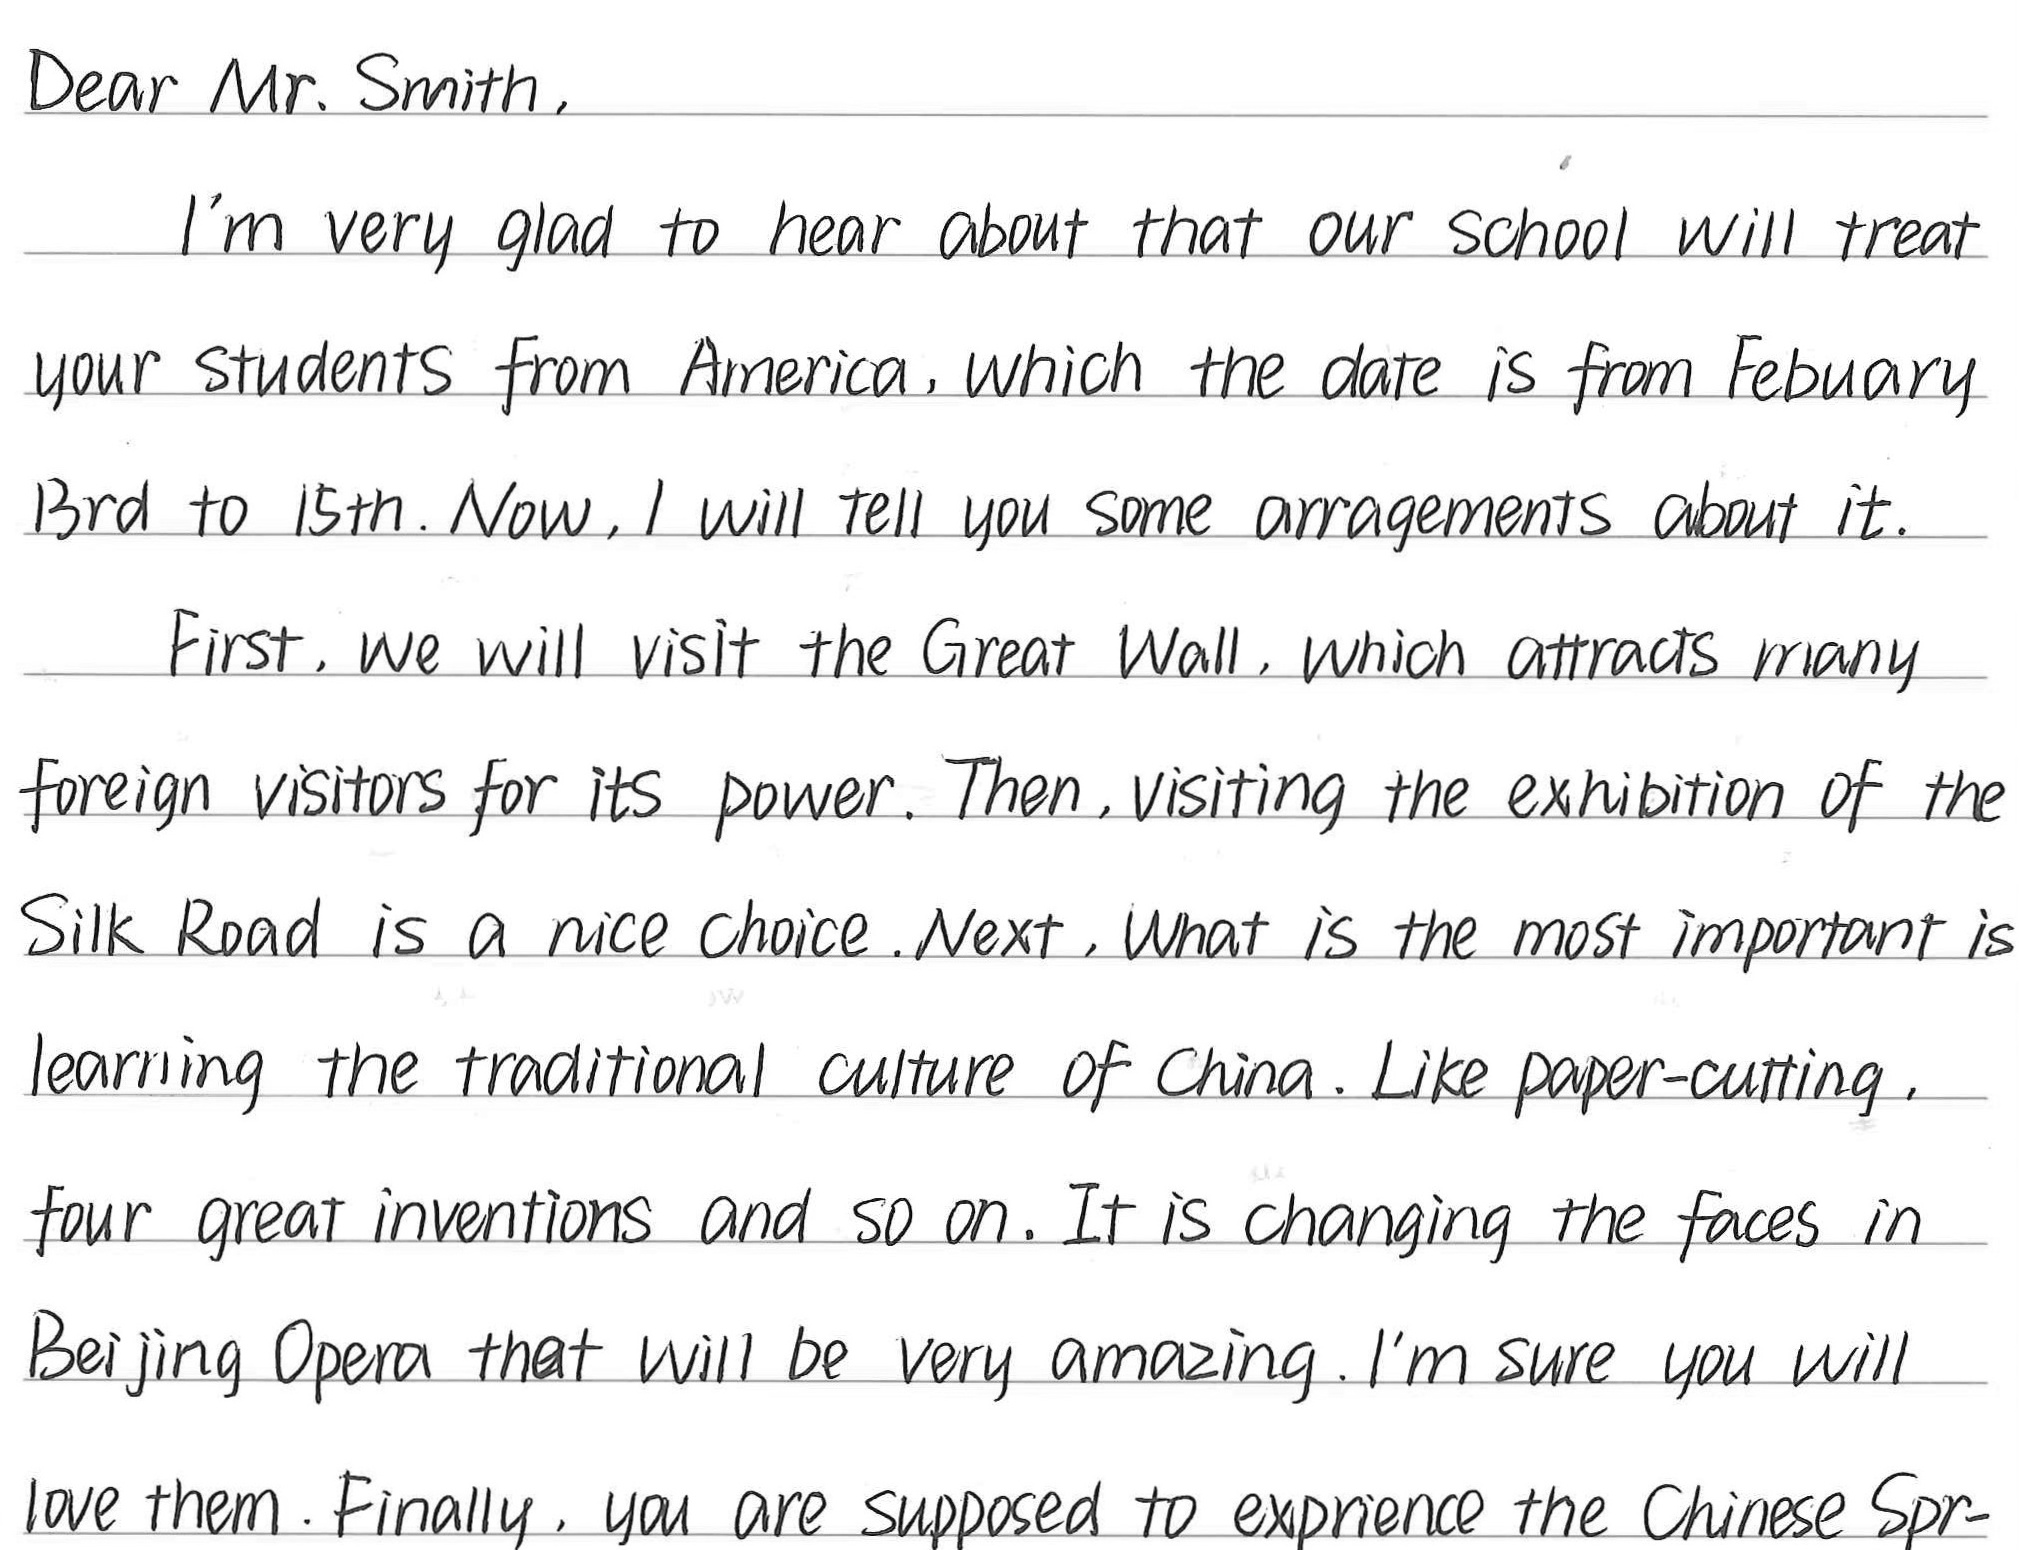 Dear Mr. Smith,
I'm very glad to hear about that our school will treat
your students from America, which the date is from Febuary
13rd to 15th. Now, I will tell you some arragements about it.
First, we will visit the Great Wall, which attracts many
foreign visitors for its power. Then, visiting the exhibition of the
Silk Road is a nice choice. Next, What is the most important is
learning the traditional culture of China. Like paper-cutting,
four great inventions and so on. It is changing the faces in
Beijing Opera that will be very amazing. I'm sure you will
love them. Finally, you are supposed to exprience the Chinese Spr-